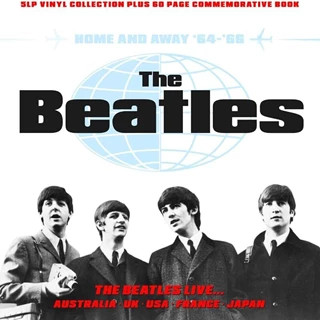 5LP VINYL COLLECTION PLUS 60 PAGE COMMEMORATIVE BOOK
HOME AND AWAY '64-'66
The
Beatles
THE BEATLES LIVE...
AUSTRALIA · UK · USA · FRANCE · JAPAN